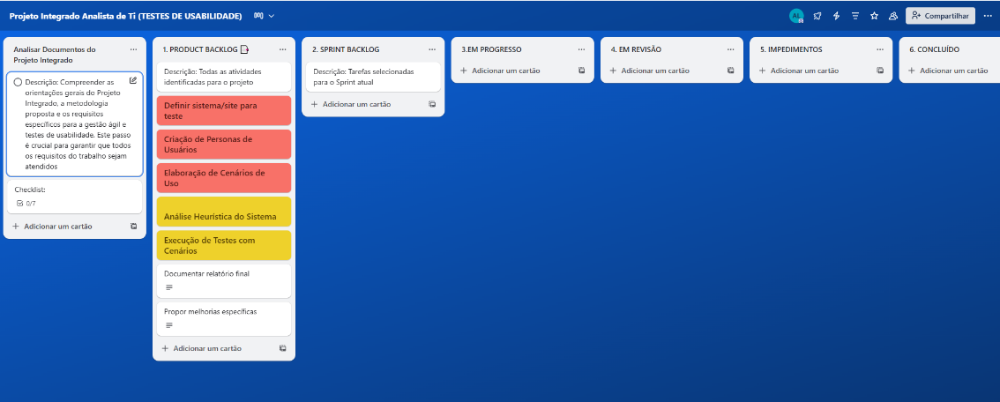 Projeto Integrado Analista de Ti (TESTES DE USABILIDADE)
AL
Compartilhar
Analisar Documentos do
Projeto Integrado
Descrição: Compreender as
orientações gerais do Projeto
Integrado, a metodologia
proposta e os requisitos
específicos para a gestão ágil e
testes de usabilidade. Este passo
é crucial para garantir que todos
os requisitos do trabalho sejam
atendidos
Checklist:
0/7
Adicionar um cartão
1. PRODUCT BACKLOG
Descrição: Todas as atividades
identificadas para o projeto
Definir sistema/site para
teste
Criação de Personas de
Usuários
Elaboração de Cenários de
Uso
Análise Heurística do Sistema
Execução de Testes com
Cenários
Documentar relatório final
Propor melhorias específicas
Adicionar um cartão
2. SPRINT BACKLOG
Descrição: Tarefas selecionadas
para o Sprint atual
Adicionar um cartão
3.EM PROGRESSO
Adicionar um cartão
4. EM REVISÃO
Adicionar um cartão
5. IMPEDIMENTOS
Adicionar um cartão
6. CONCLUÍDO
Adicionar um cartão